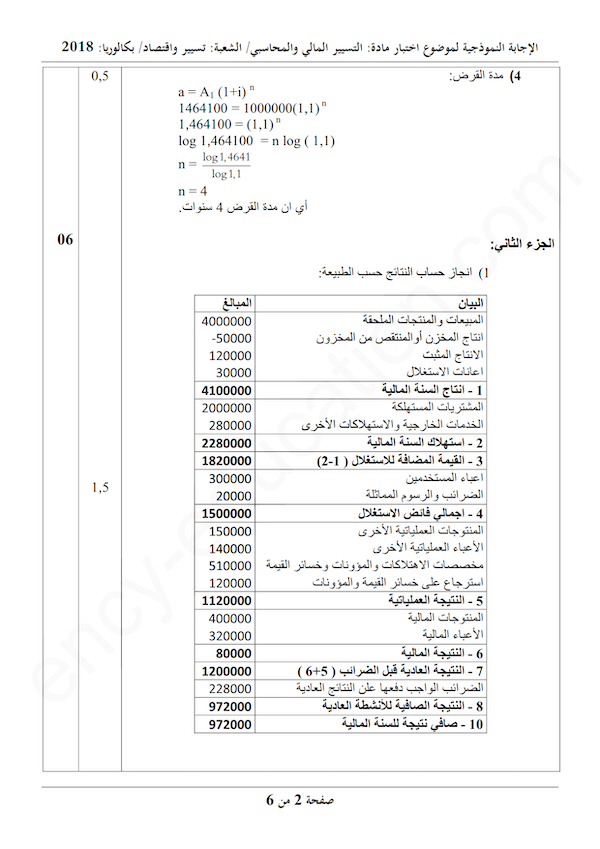 الإجابة النموذجية لموضوع اختبار مادة: التسيير المالي والمحاسبي/ الشعبة: تسيير واقتصاد/ بكالوريا: 2018
0,5
4) مدة القرض:
a = A₁ (1+i) ⁿ
1464100 = 1000000(1,1) ⁿ
1,464100 = (1,1) ⁿ
log 1,464100 = n log ( 1,1)
n = log1,4641 / log1,1
n = 4
أي ان مدة القرض 4 سنوات.
06
الجزء الثاني:
1) انجاز حساب النتائج حسب الطبيعة:
البيان المبالغ
المبيعات والمنتجات الملحقة 4000000
انتاج المخزن أوالمنتقص من المخزون 50000-
الانتاج المثبت 120000
اعانات الاستغلال 30000
1 - انتاج السنة المالية 4100000
المشتريات المستهلكة 2000000
الخدمات الخارجية والاستهلاكات الأخرى 280000
2 - استهلاك السنة المالية 2280000
3 - القيمة المضافة للاستغلال ( 1-2) 1820000
اعباء المستخدمين 300000
1,5
الضرائب والرسوم المماثلة 20000
4 - اجمالي فائض الاستغلال 1500000
المنتوجات العملياتية الأخرى 150000
الأعباء العملياتية الأخرى 140000
مخصصات الاهتلاكات والمؤونات وخسائر القيمة 510000
استرجاع على خسائر القيمة والمؤونات 120000
5 - النتيجة العملياتية 1120000
المنتوجات المالية 400000
الأعباء المالية 320000
6 - النتيجة المالية 80000
7 - النتيجة العادية قبل الضرائب ( 5+6 ) 1200000
الضرائب الواجب دفعها علن النتائج العادية 228000
8 - النتيجة الصافية للأنشطة العادية 972000
10 - صافي نتيجة للسنة المالية 972000
صفحة 2 من 6
ency-education.com